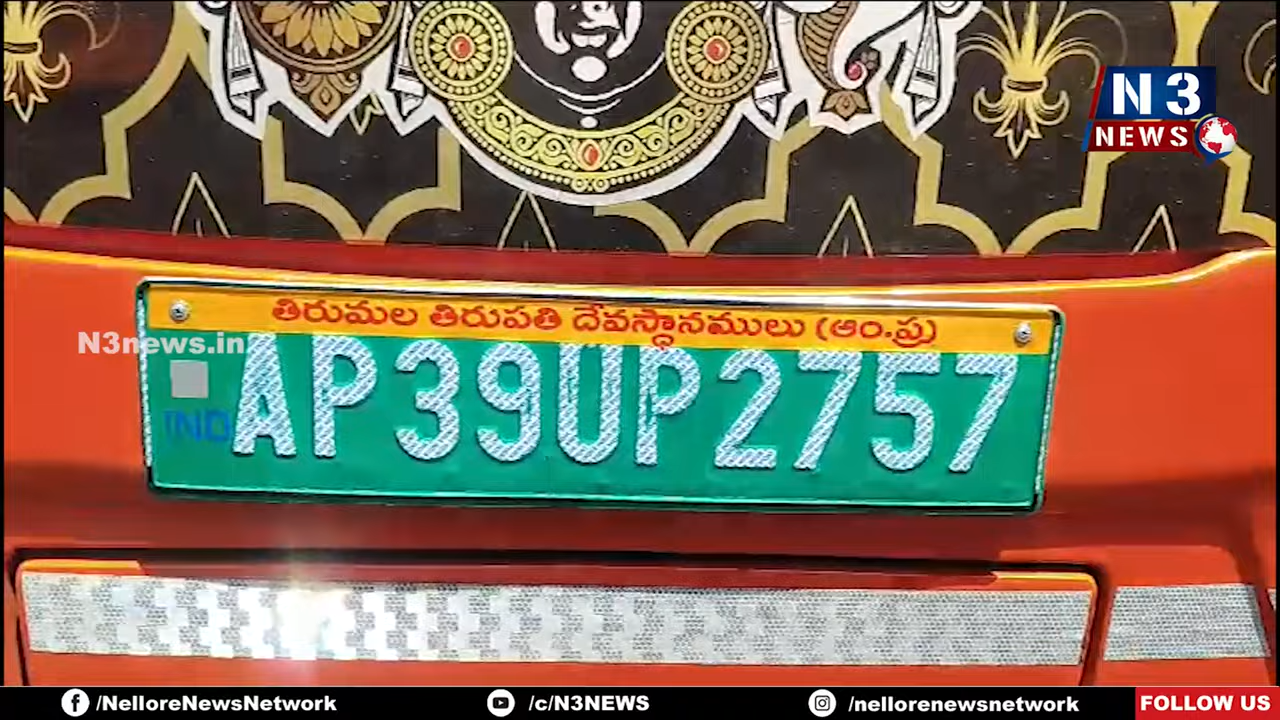 N3
NEWS
తిరుమల తిరుపతి దేవస్థానములు (ఆం.ప్ర)
N3news.in
IND
AP39UP2757
/NelloreNewsNetwork
/c/N3NEWS
/nellorenewsnetwork
FOLLOW US